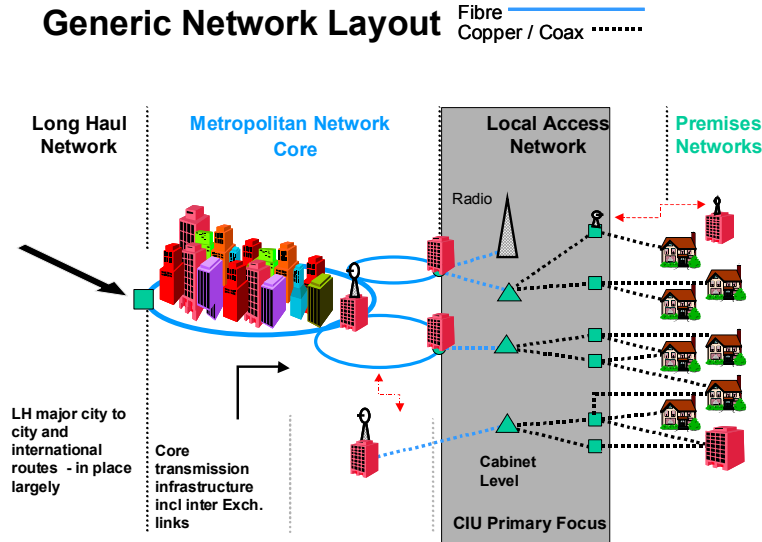 Generic Network Layout
Fibre
Copper / Coax
Long Haul
Network
Metropolitan Network
Core
Local Access
Network
Premises
Networks
Radio
LH major city to
city and
international
routes - in place
largely
Core
transmission
infrastructure
incl inter Exch.
links
Cabinet
Level
CIU Primary Focus